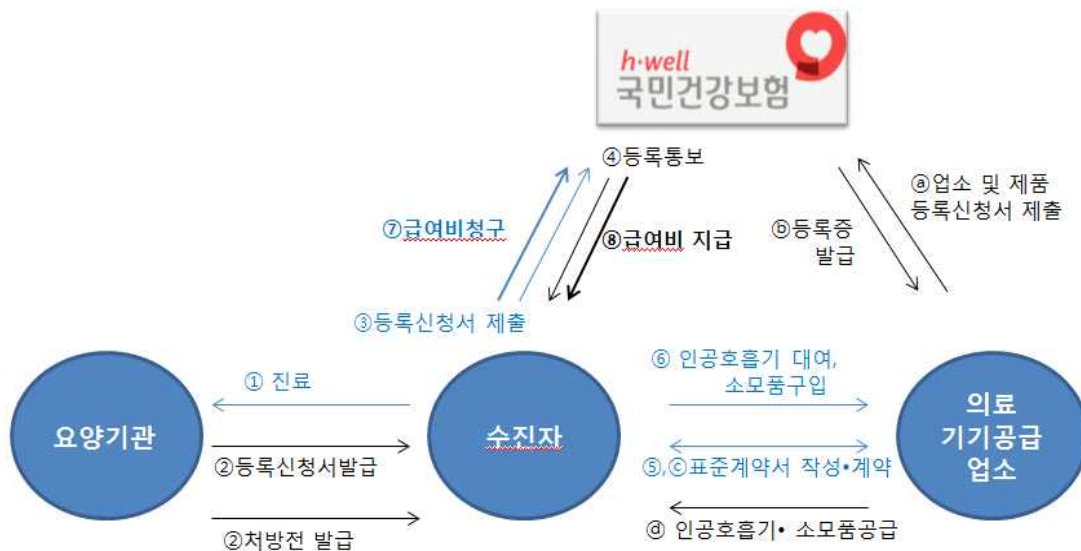 h·well
국민건강보험
④등록통보
ⓐ업소 및 제품
등록신청서 제출
⑦급여비청구
⑧급여비 지급
ⓑ등록증
발급
③등록신청서 제출
① 진료
⑥ 인공호흡기 대여,
소모품구입
요양기관
수진자
의료
기기공급
업소
②등록신청서발급
⑤,ⓒ표준계약서 작성•계약
②처방전 발급
ⓓ 인공호흡기• 소모품공급